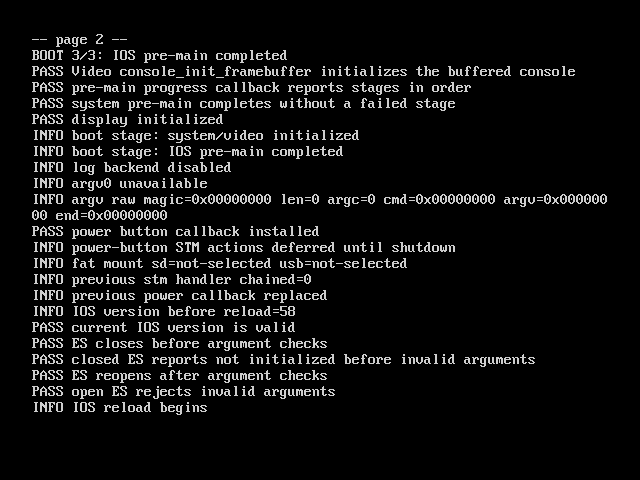 -- page 2 --
BOOT 3/3: IOS pre-main completed
PASS Video console_init_framebuffer initializes the buffered console
PASS pre-main progress callback reports stages in order
PASS system pre-main completes without a failed stage
PASS display initialized
INFO boot stage: system/video initialized
INFO boot stage: IOS pre-main completed
INFO log backend disabled
INFO argv0 unavailable
INFO argv raw magic=0x00000000 len=0 argc=0 cmd=0x00000000 argv=0x000000
00 end=0x00000000
PASS power button callback installed
INFO power-button STM actions deferred until shutdown
INFO fat mount sd=not-selected usb=not-selected
INFO previous stm handler chained=0
INFO previous power callback replaced
INFO IOS version before reload=58
PASS current IOS version is valid
PASS ES closes before argument checks
PASS closed ES reports not initialized before invalid arguments
PASS ES reopens after argument checks
PASS open ES rejects invalid arguments
INFO IOS reload begins